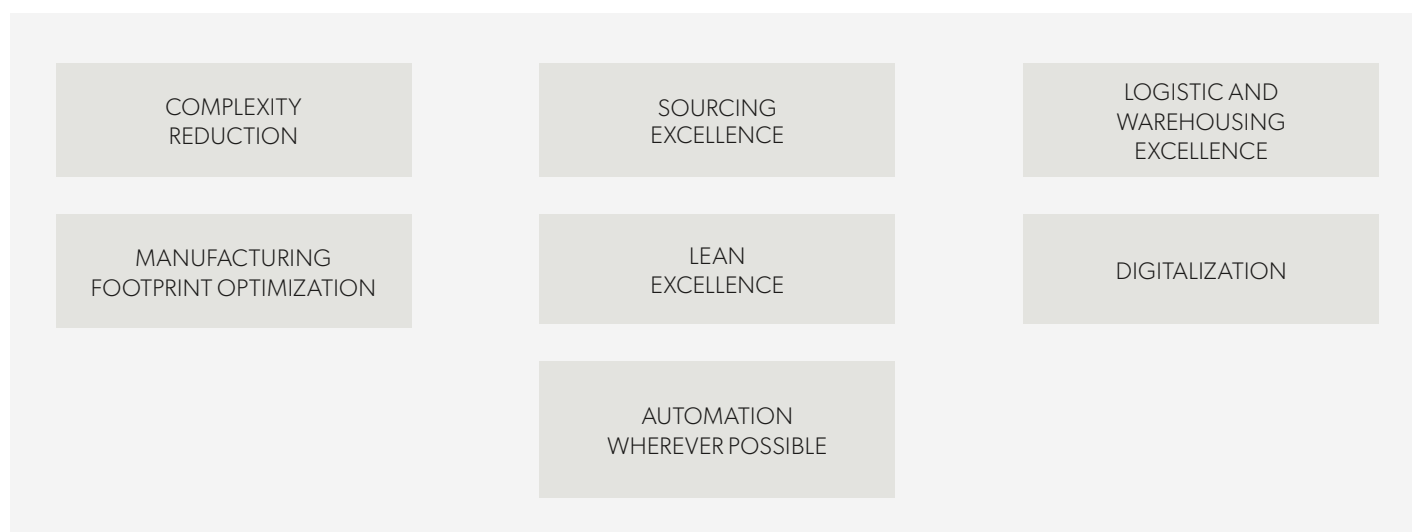 COMPLEXITY
REDUCTION
SOURCING
EXCELLENCE
LOGISTIC AND
WAREHOUSING
EXCELLENCE
MANUFACTURING
FOOTPRINT OPTIMIZATION
LEAN
EXCELLENCE
DIGITALIZATION
AUTOMATION
WHEREVER POSSIBLE